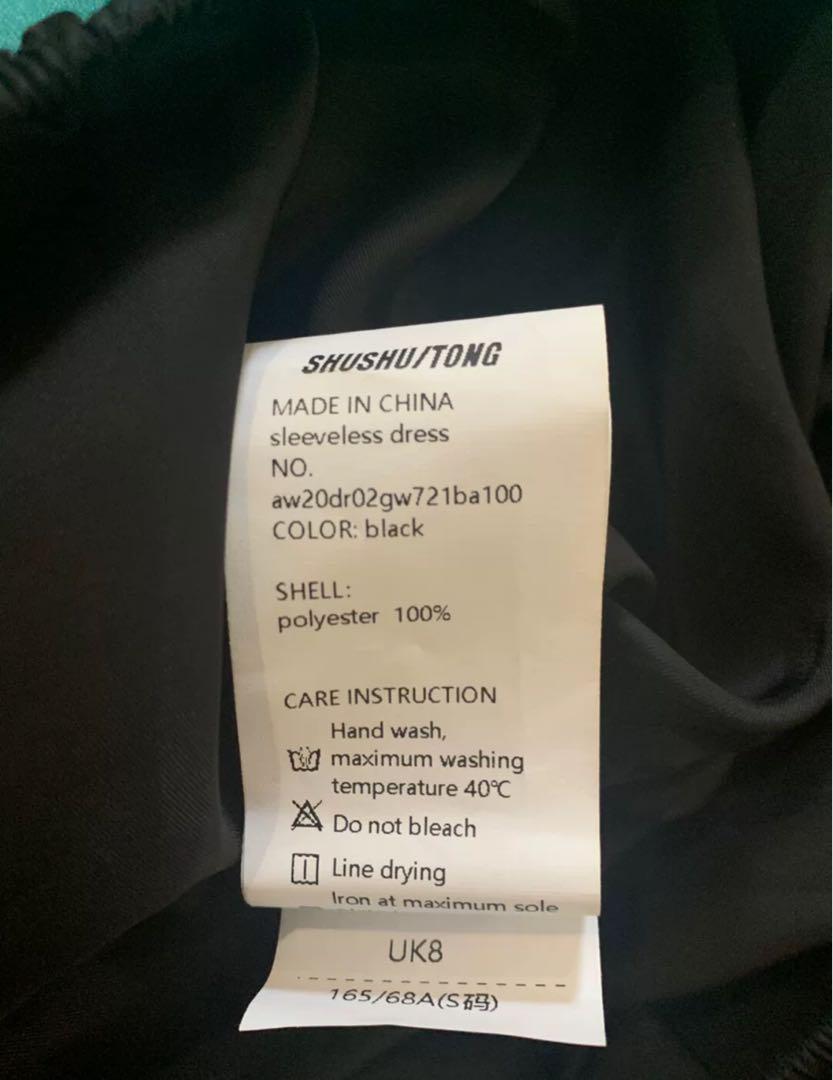 SHUSHU/TONG
MADE IN CHINA
sleeveless dress
NO.
aw20dr02gw721ba100
COLOR: black
SHELL:
polyester 100%
CARE INSTRUCTION
Hand wash,
maximum washing
temperature 40℃
Do not bleach
Line drying
Iron at maximum sole
UK8
165/68A(S码)